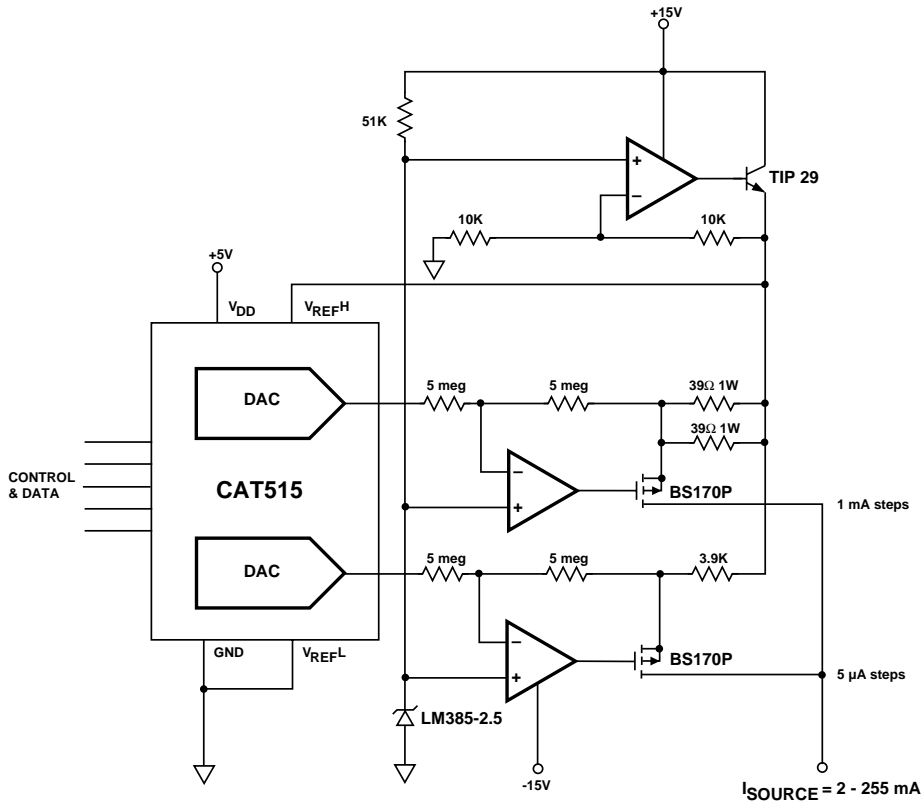 +15V
51K
+
−
TIP 29
10K
10K
+5V
VDD
VREFH
DAC
5 meg
5 meg
39Ω 1W
39Ω 1W
CONTROL
& DATA
CAT515
−
+
BS170P
1 mA steps
DAC
5 meg
5 meg
3.9K
GND
VREFL
−
+
BS170P
5 µA steps
LM385-2.5
-15V
ISOURCE = 2 - 255 mA